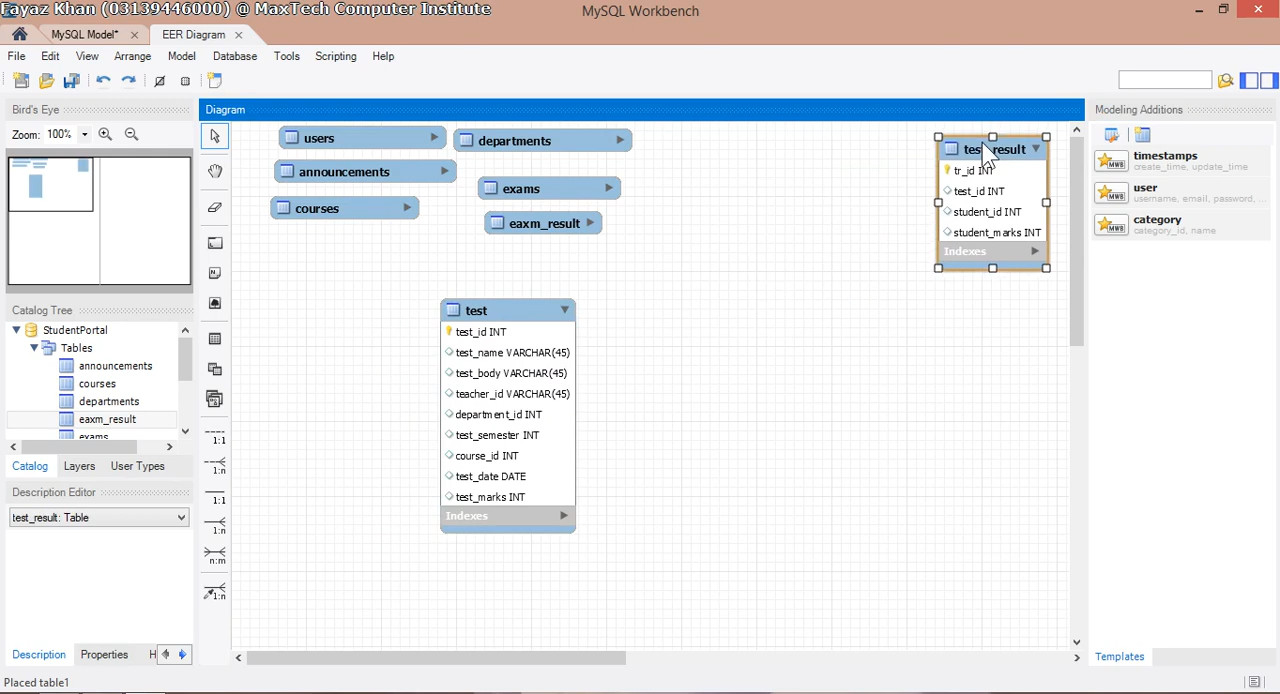 Fayaz Khan (03139446000) @ MaxTech Computer Institute
MySQL Workbench
MySQL Model*
EER Diagram
File Edit View Arrange Model Database Tools Scripting Help
Bird's Eye
Diagram
Modeling Additions
Zoom: 100%
timestamps
create_time, update_time
user
username, email, password, ...
category
category_id, name
users
departments
announcements
exams
courses
eaxm_result
tr_id INT
test_id INT
student_id INT
student_marks INT
Indexes
test
test_id INT
test_name VARCHAR(45)
test_body VARCHAR(45)
teacher_id VARCHAR(45)
department_id INT
test_semester INT
course_id INT
test_date DATE
test_marks INT
Indexes
Catalog Tree
StudentPortal
Tables
announcements
courses
departments
eaxm_result
exams
Catalog Layers User Types
Description Editor
test_result: Table
1:1
1:n
1:1
1:n
n:m
1:n
Description Properties H
Templates
Placed table1